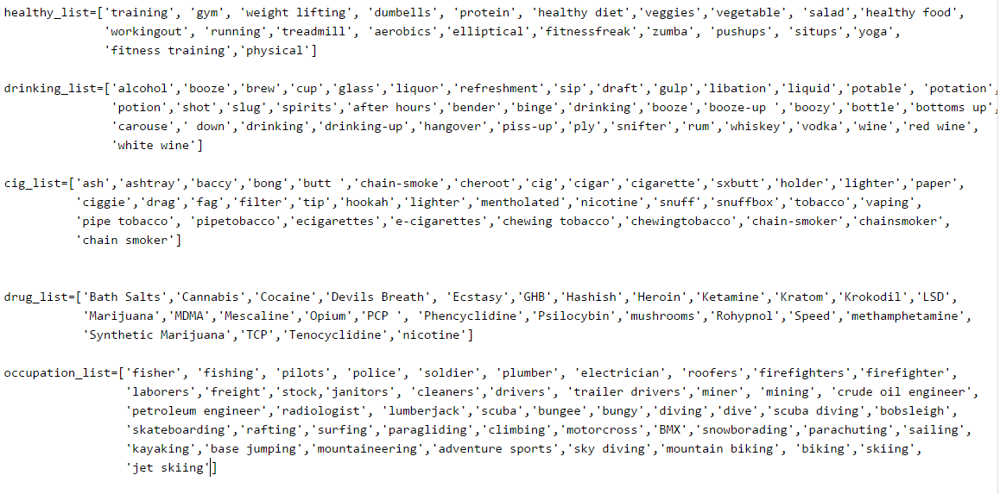 healthy_list=['training', 'gym', 'weight lifting', 'dumbells', 'protein', 'healthy diet','veggies','vegetable', 'salad','healthy food',
'workingout', 'running','treadmill', 'aerobics','elliptical','fitnessfreak','zumba', 'pushups', 'situps','yoga',
'fitness training','physical']
drinking_list=['alcohol','booze','brew','cup','glass','liquor','refreshment','sip','draft','gulp','libation','liquid','potable', 'potation',
'potion','shot','slug','spirits','after hours','bender','binge','drinking','booze','booze-up ','boozy','bottle','bottoms up',
'carouse',' down','drinking','drinking-up','hangover','piss-up','ply','snifter','rum','whiskey','vodka','wine','red wine',
'white wine']
cig_list=['ash','ashtray','baccy','bong','butt ','chain-smoke','cheroot','cig','cigar','cigarette','sxbutt','holder','lighter','paper',
'ciggie','drag','fag','filter','tip','hookah','lighter','mentholated','nicotine','snuff','snuffbox','tobacco','vaping',
'pipe tobacco', 'pipetobacco','ecigarettes','e-cigarettes','chewing tobacco','chewingtobacco','chain-smoker','chainsmoker',
'chain smoker']
drug_list=['Bath Salts','Cannabis','Cocaine','Devils Breath', 'Ecstasy','GHB','Hashish','Heroin','Ketamine','Kratom','Krokodil','LSD',
'Marijuana','MDMA','Mescaline','Opium','PCP ', 'Phencyclidine','Psilocybin','mushrooms','Rohypnol','Speed','methamphetamine',
'Synthetic Marijuana','TCP','Tenocyclidine','nicotine']
occupation_list=['fisher', 'fishing', 'pilots', 'police', 'soldier', 'plumber', 'electrician', 'roofers','firefighters','firefighter',
'laborers','freight','stock,'janitors', 'cleaners','drivers', 'trailer drivers','miner', 'mining', 'crude oil engineer',
'petroleum engineer','radiologist', 'lumberjack','scuba','bungee','bungy','diving','dive','scuba diving','bobsleigh',
'skateboarding','rafting','surfing','paragliding','climbing','motorcross','BMX','snowborading','parachuting','sailing',
'kayaking','base jumping','mountaineering','adventure sports','sky diving','mountain biking', 'biking','skiing',
'jet skiing']